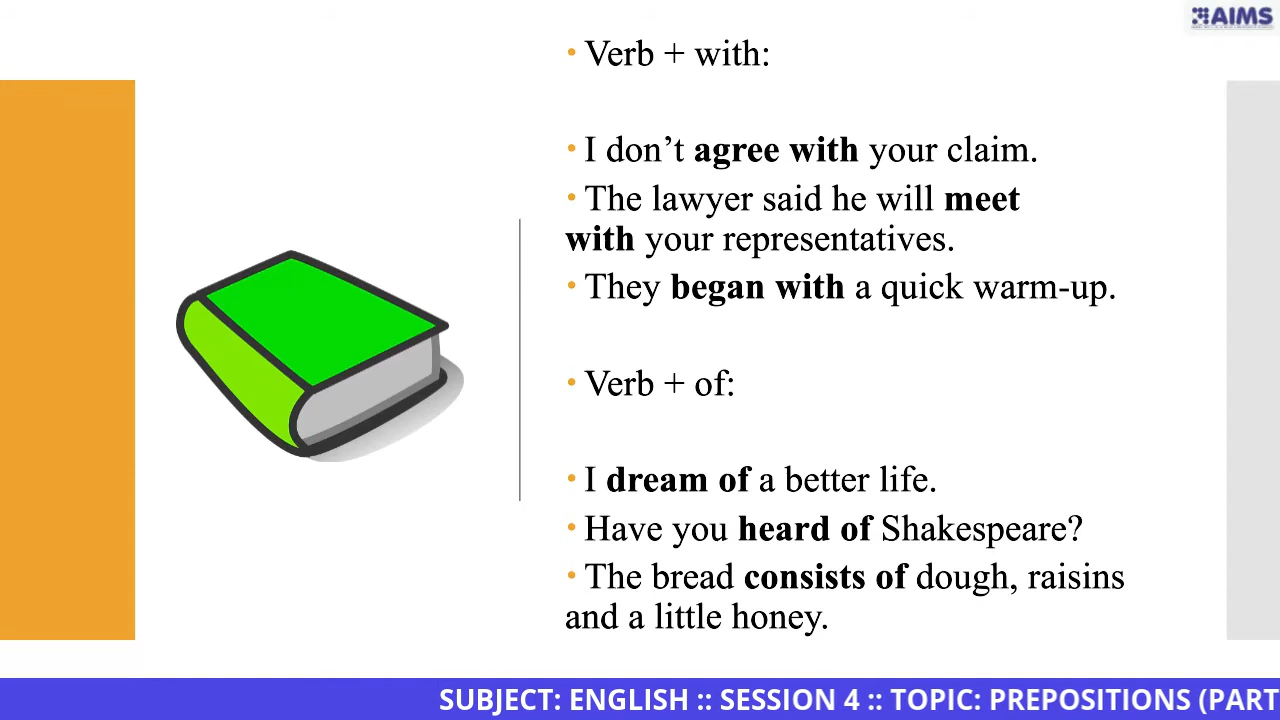 AIMS
• Verb + with:
• I don’t agree with your claim.
• The lawyer said he will meet
with your representatives.
• They began with a quick warm-up.
• Verb + of:
• I dream of a better life.
• Have you heard of Shakespeare?
• The bread consists of dough, raisins
and a little honey.
SUBJECT: ENGLISH :: SESSION 4 :: TOPIC: PREPOSITIONS (PART